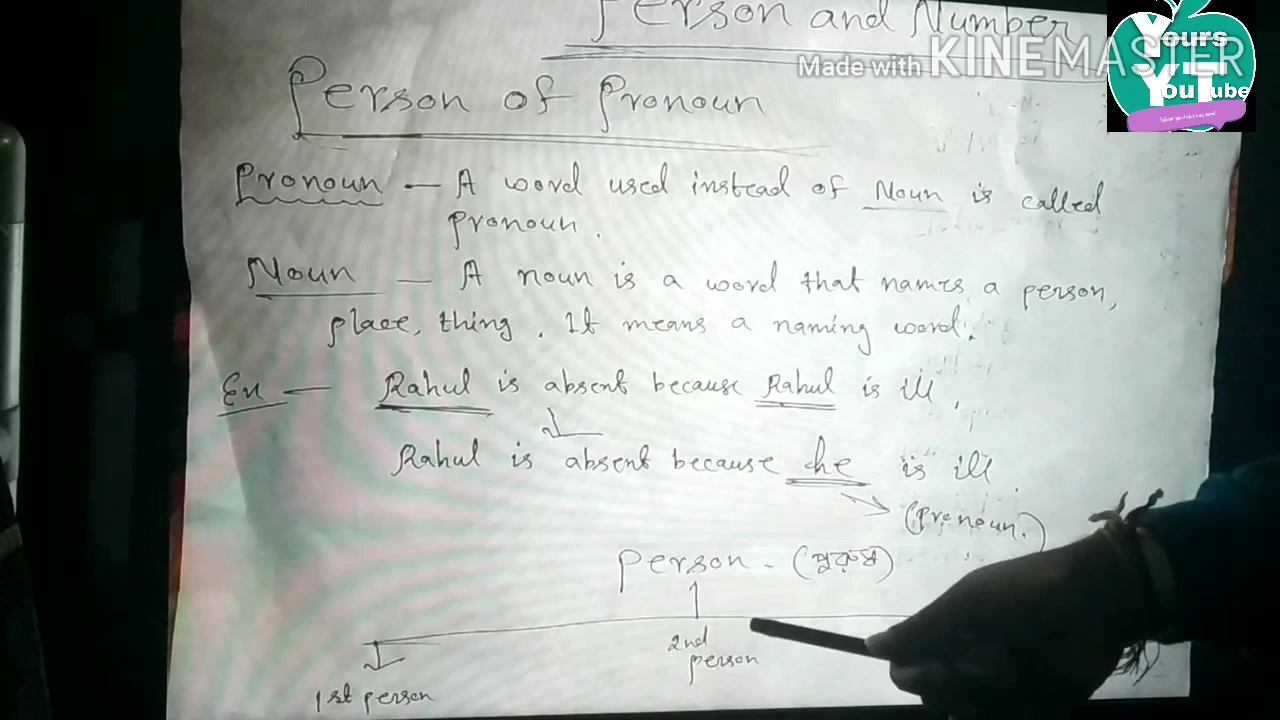 Person and Number
Made with KINEMASTER
Yours
YouTube
Person of Pronoun
Pronoun — A word used instead of Noun is called
pronoun.
Noun — A noun is a word that names a person,
place, thing. It means a naming word.
Ex — Rahul is absent because Rahul is ill.
Rahul is absent because he is ill.
(Pronoun.)
person - (পুরুষ)
2nd
person
1st person